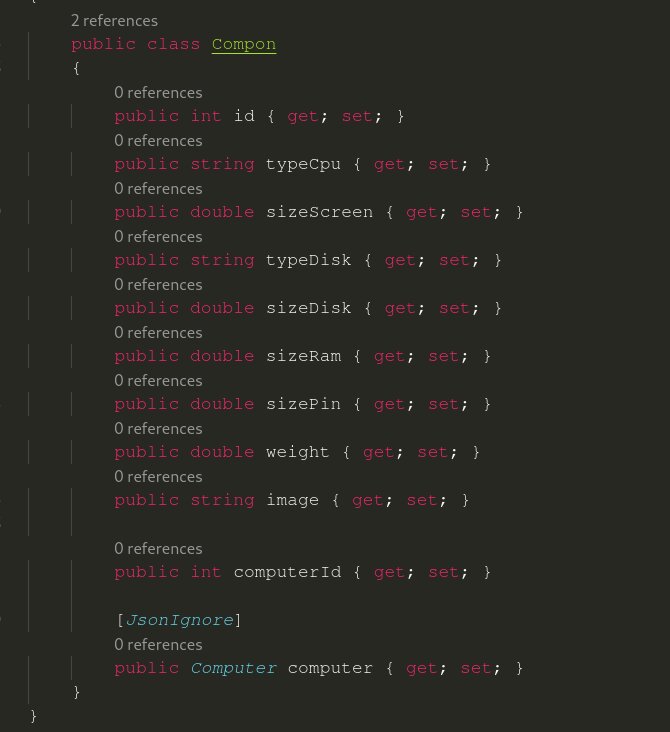 {
2 references
public class Compon
{
0 references
public int id { get; set; }
0 references
public string typeCpu { get; set; }
0 references
public double sizeScreen { get; set; }
0 references
public string typeDisk { get; set; }
0 references
public double sizeDisk { get; set; }
0 references
public double sizeRam { get; set; }
0 references
public double sizePin { get; set; }
0 references
public double weight { get; set; }
0 references
public string image { get; set; }
0 references
public int computerId { get; set; }
[JsonIgnore]
0 references
public Computer computer { get; set; }
}
}